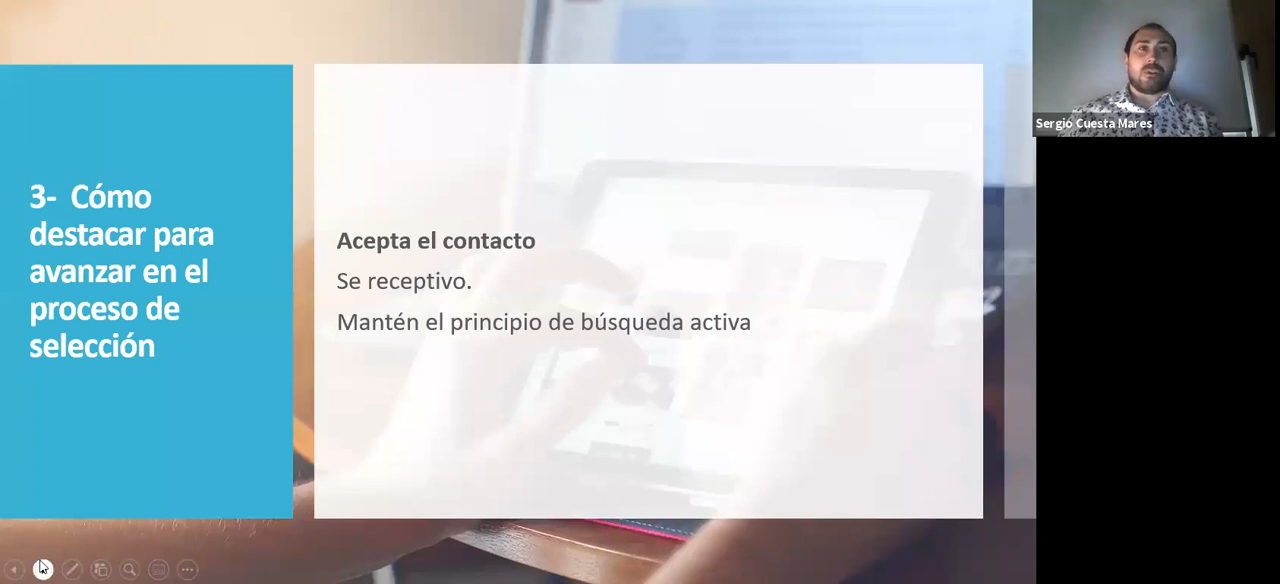 3- Cómo
destacar para
avanzar en el
proceso de
selección
Acepta el contacto
Se receptivo.
Mantén el principio de búsqueda activa
Sergio Cuesta Mares